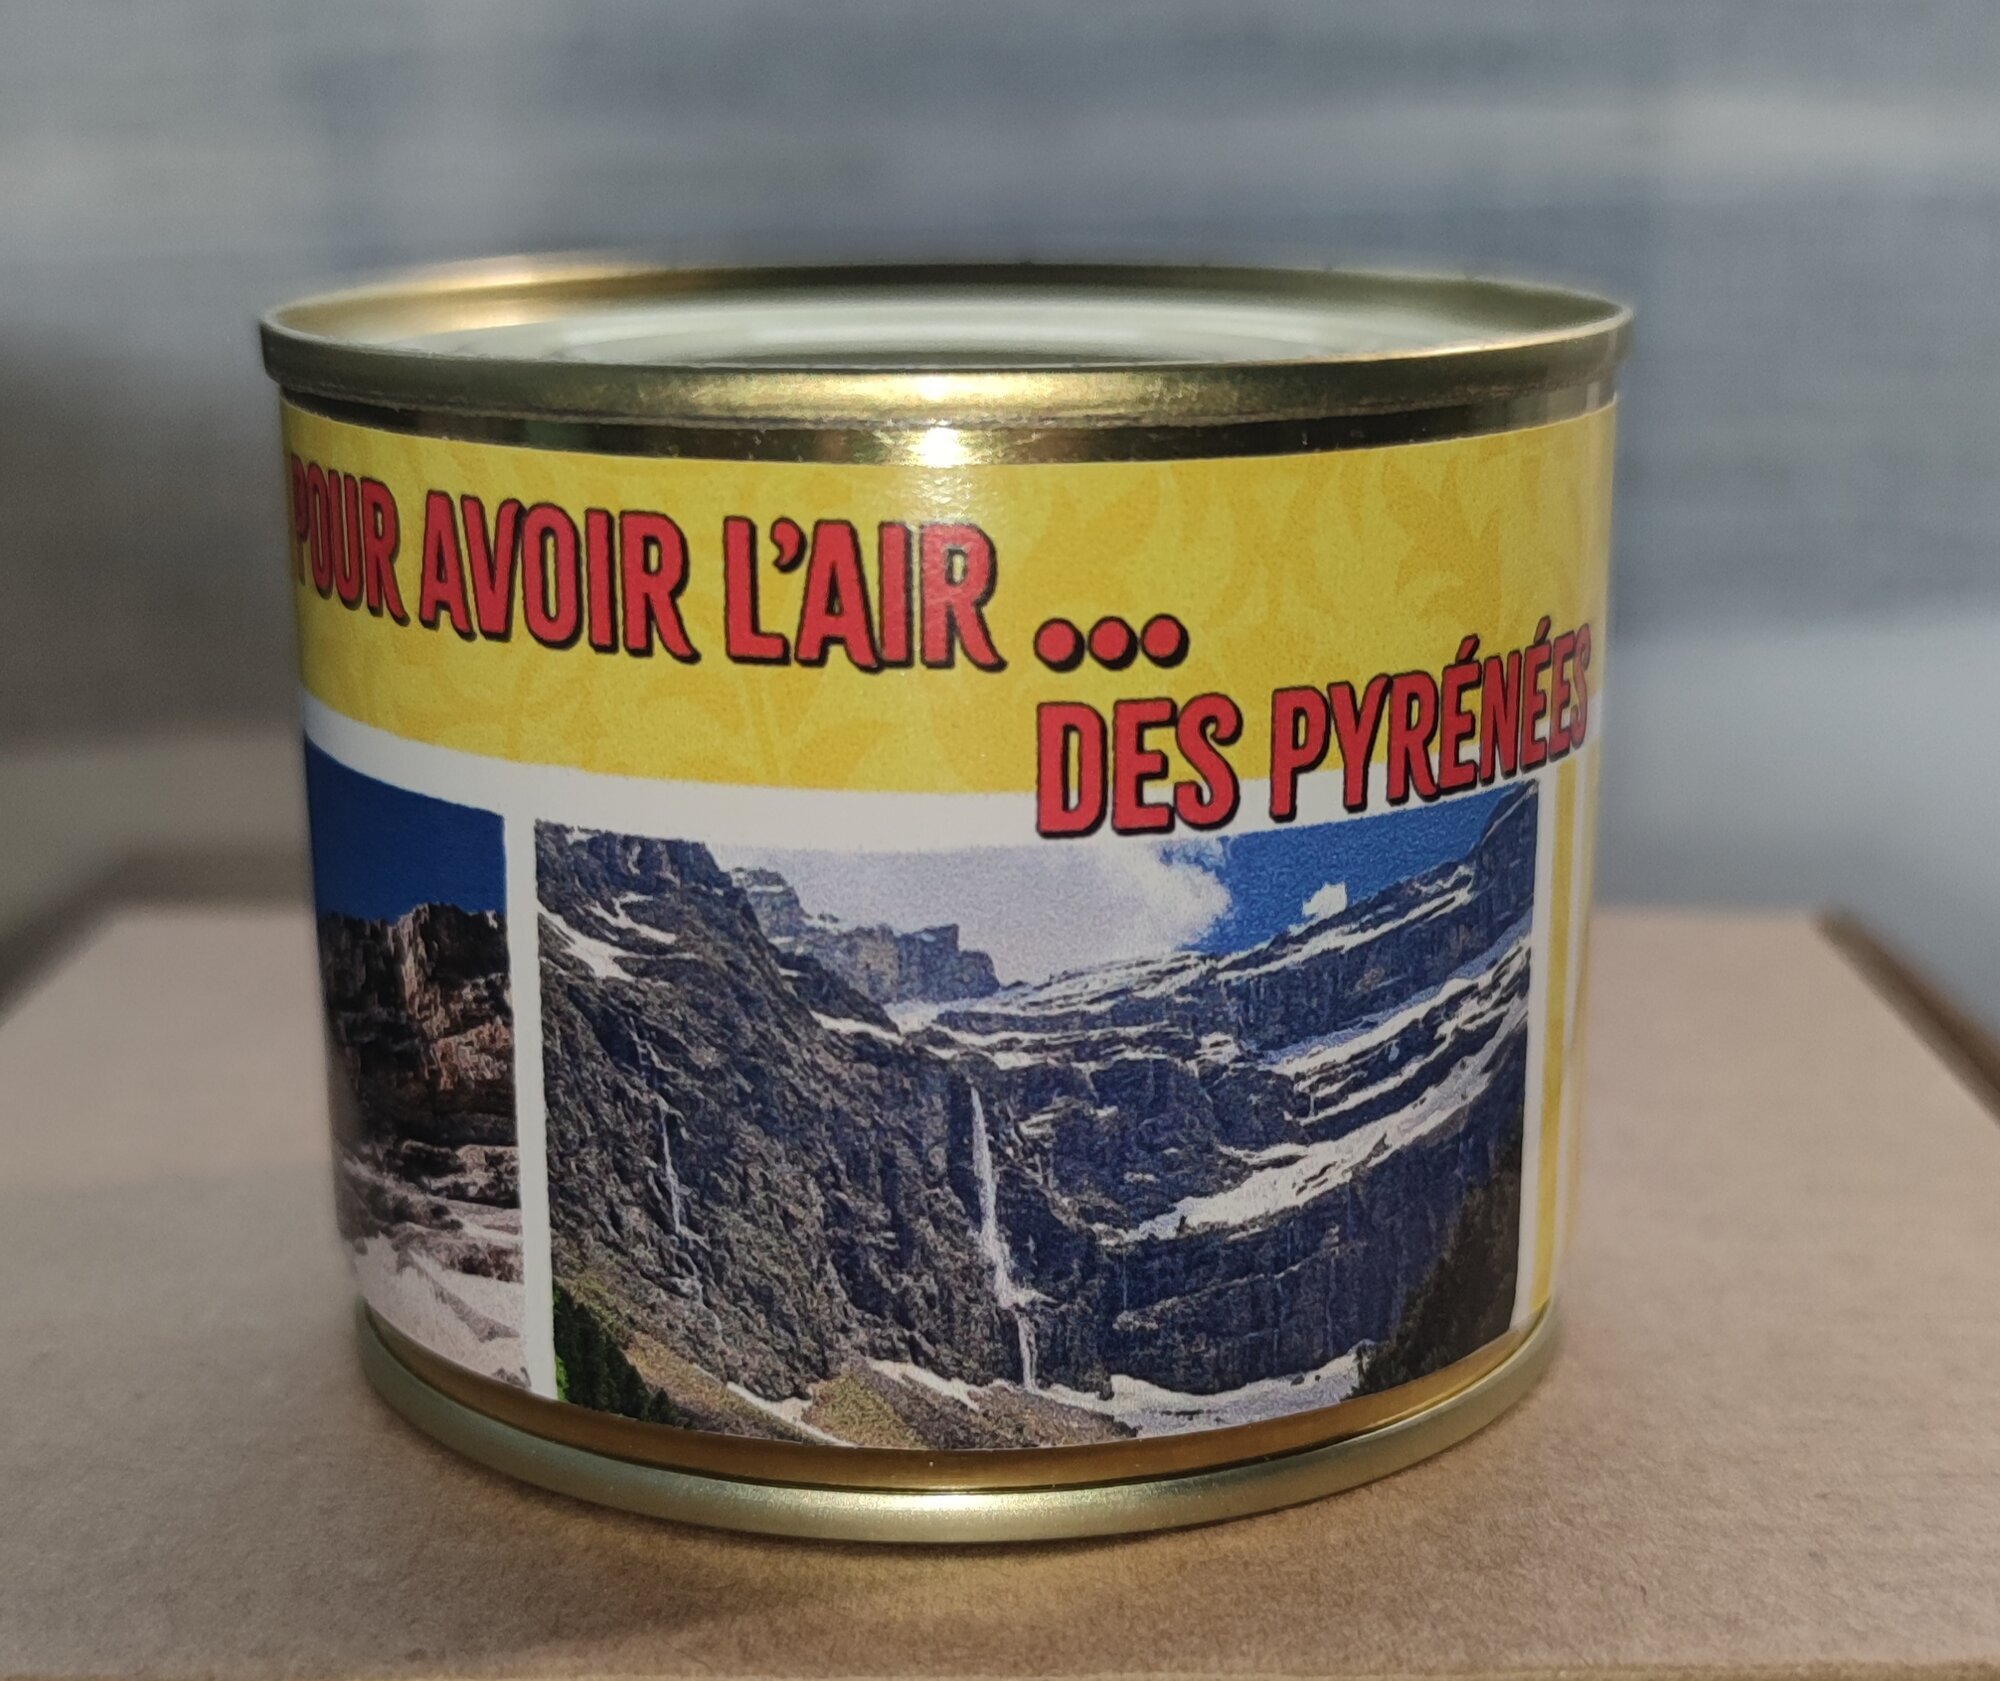 POUR AVOIR L'AIR ...
DES PYRÉNÉES